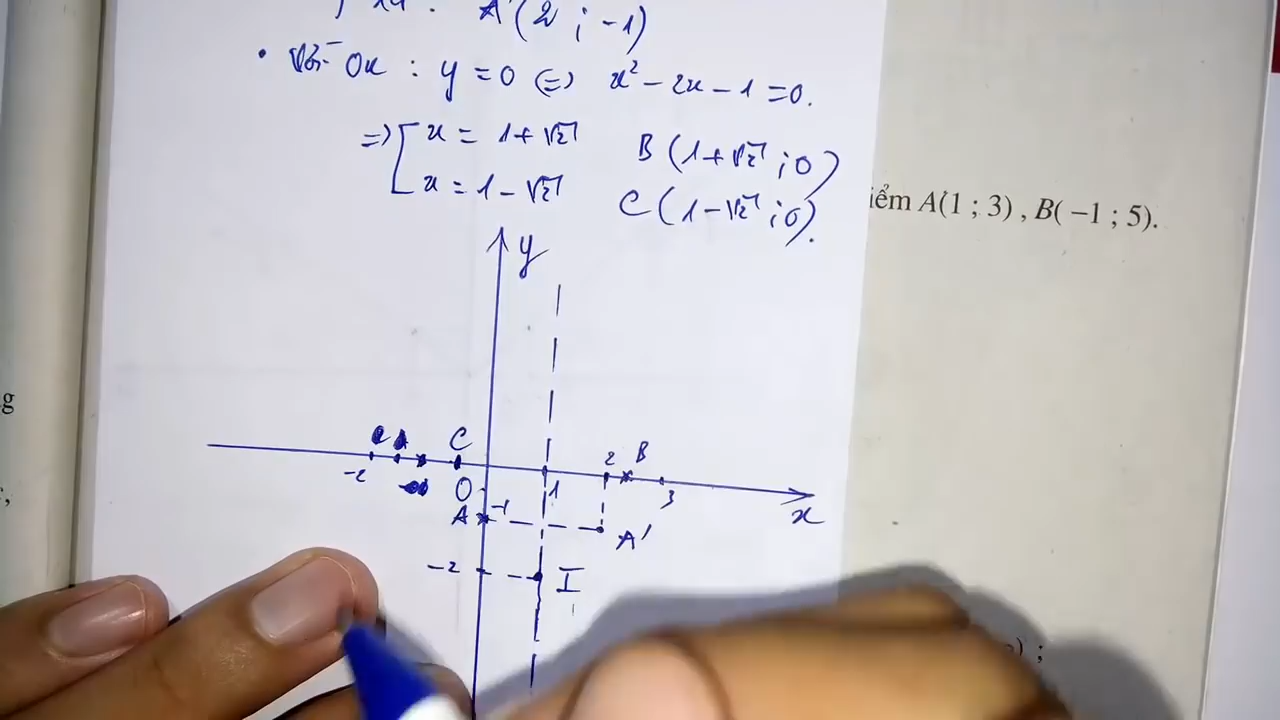 A'(2 ; -1)
• Với Ox : y = 0 (=) x² - 2x - 1 = 0.
=> [ x = 1 + √2
x = 1 - √2
B (1+√2 ; 0)
C (1-√2 ; 0).
iểm A(1 ; 3) , B( −1 ; 5).
y
g
C
2 B
-2
O
1
3
x
A -1
A'
-2
I
) ;